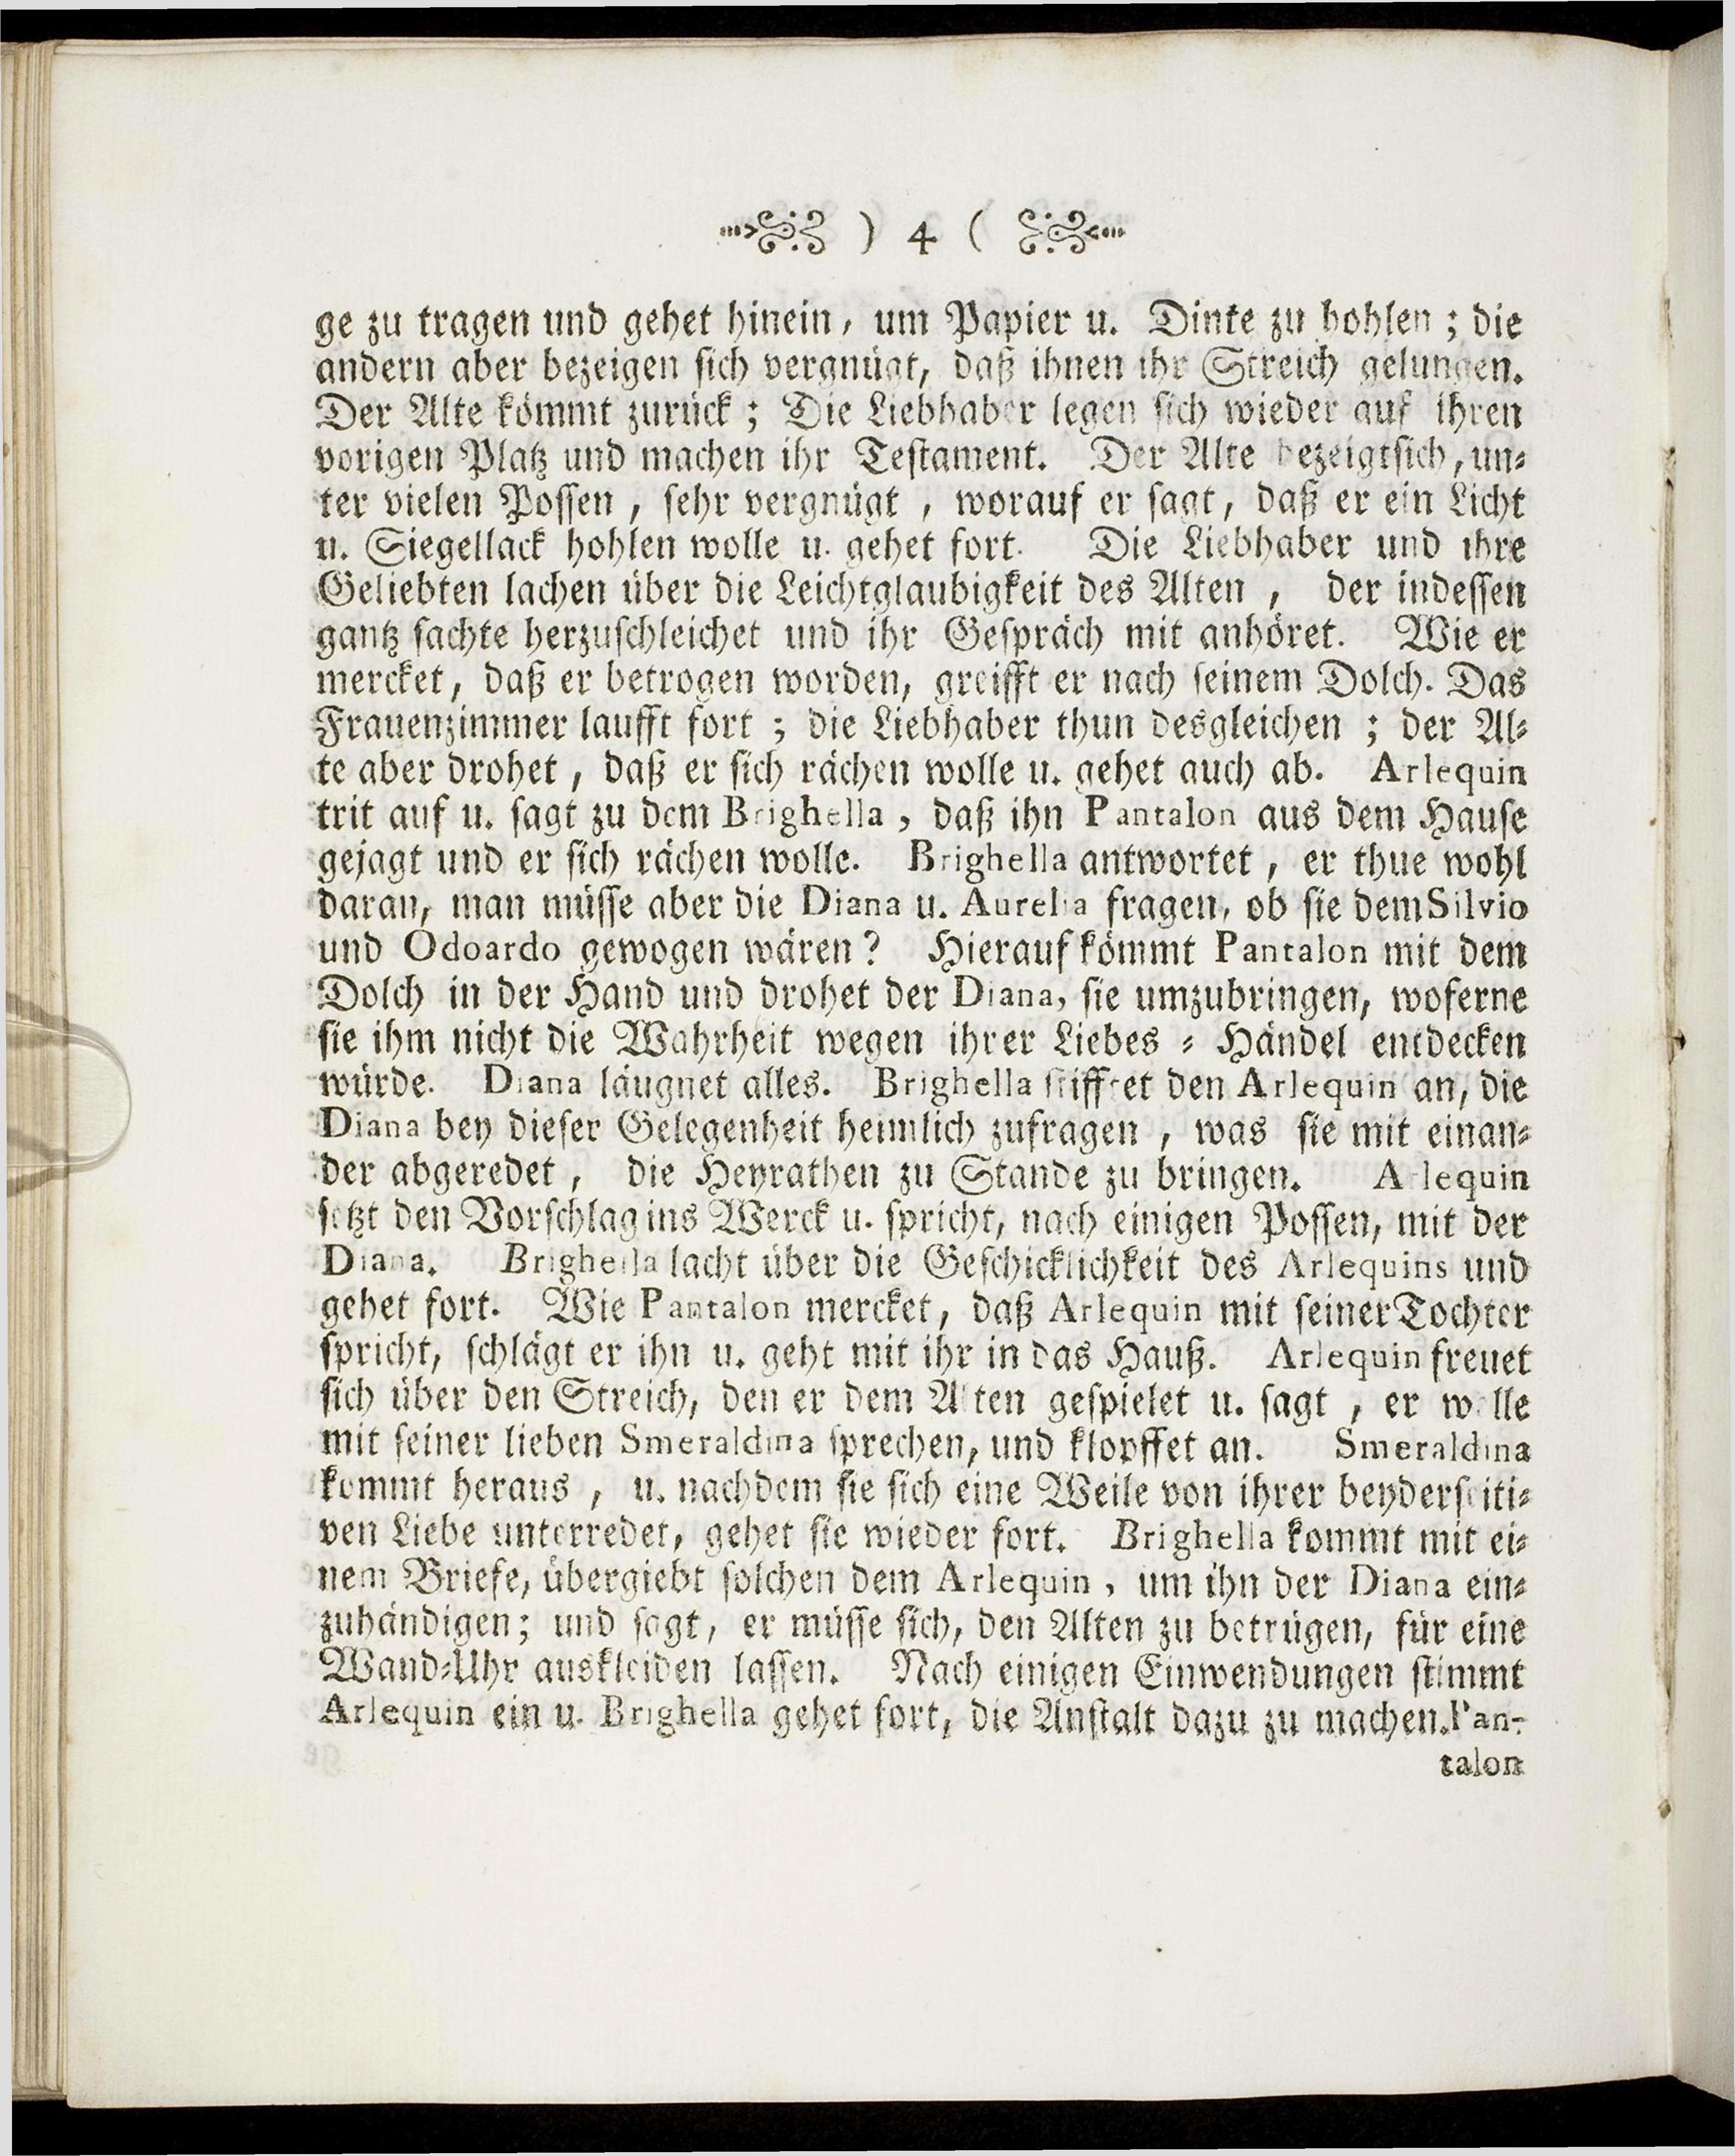 ) 4 (
ge zu tragen und gehet hinein, um Papier u. Dinte zu hohlen; die
andern aber bezeigen sich vergnügt, daß ihnen ihr Streich gelungen.
Der Alte kömmt zurück; Die Liebhaber legen sich wieder auf ihren
vorigen Platz und machen ihr Testament. Der Alte bezeigtsich, un-
ter vielen Possen, sehr vergnügt, worauf er sagt, daß er ein Licht
u. Siegellack hohlen wolle u. gehet fort. Die Liebhaber und ihre
Geliebten lachen über die Leichtglaubigkeit des Alten, der indessen
gantz sachte herzuschleichet und ihr Gespräch mit anhöret. Wie er
mercket, daß er betrogen worden, greifft er nach seinem Dolch. Das
Frauenzimmer laufft fort; die Liebhaber thun desgleichen; der Al-
te aber drohet, daß er sich rächen wolle u. gehet auch ab. Arlequin
trit auf u. sagt zu dem Brighella, daß ihn Pantalon aus dem Hause
gejagt und er sich rächen wolle. Brighella antwortet, er thue wohl
daran, man müsse aber die Diana u. Aurelia fragen, ob sie dem Silvio
und Odoardo gewogen wären? Hierauf kömmt Pantalon mit dem
Dolch in der Hand und drohet der Diana, sie umzubringen, woferne
sie ihm nicht die Wahrheit wegen ihrer Liebes-Händel entdecken
würde. Diana läugnet alles. Brighella stifftet den Arlequin an, die
Diana bey dieser Gelegenheit heimlich zufragen, was sie mit einan-
der abgeredet, die Heyrathen zu Stande zu bringen. Arlequin
setzt den Vorschlag ins Werck u. spricht, nach einigen Possen, mit der
Diana. Brighella lacht über die Geschicklichkeit des Arlequins und
gehet fort. Wie Pantalon mercket, daß Arlequin mit seiner Tochter
spricht, schlägt er ihn u. geht mit ihr in das Hauß. Arlequin freuet
sich über den Streich, den er dem Alten gespielet u. sagt, er wolle
mit seiner lieben Smeraldina sprechen, und klopffet an. Smeraldina
kommt heraus, u. nachdem sie sich eine Weile von ihrer beyderseiti-
ven Liebe unterredet, gehet sie wieder fort. Brighella kommt mit ei-
nem Briefe, übergiebt solchen dem Arlequin, um ihn der Diana ein-
zuhändigen; und sagt, er müsse sich, den Alten zu betrügen, für eine
Wand-Uhr auskleiden lassen. Nach einigen Einwendungen stimmt
Arlequin ein u. Brighella gehet fort, die Anstalt dazu zu machen. Pan-
talon